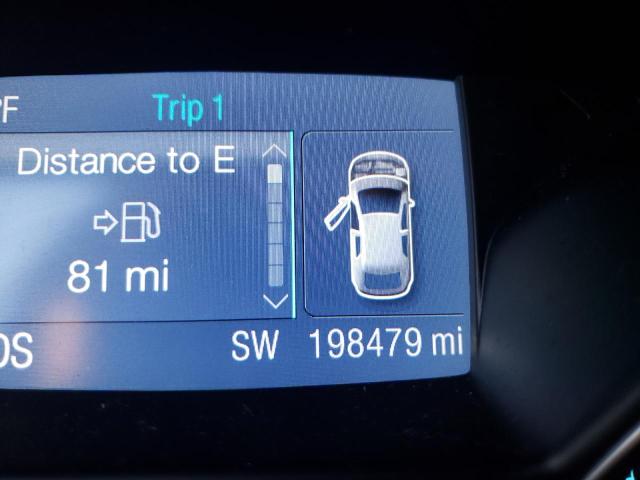 °F
Trip 1
Distance to E
81 mi
SW 198479 mi